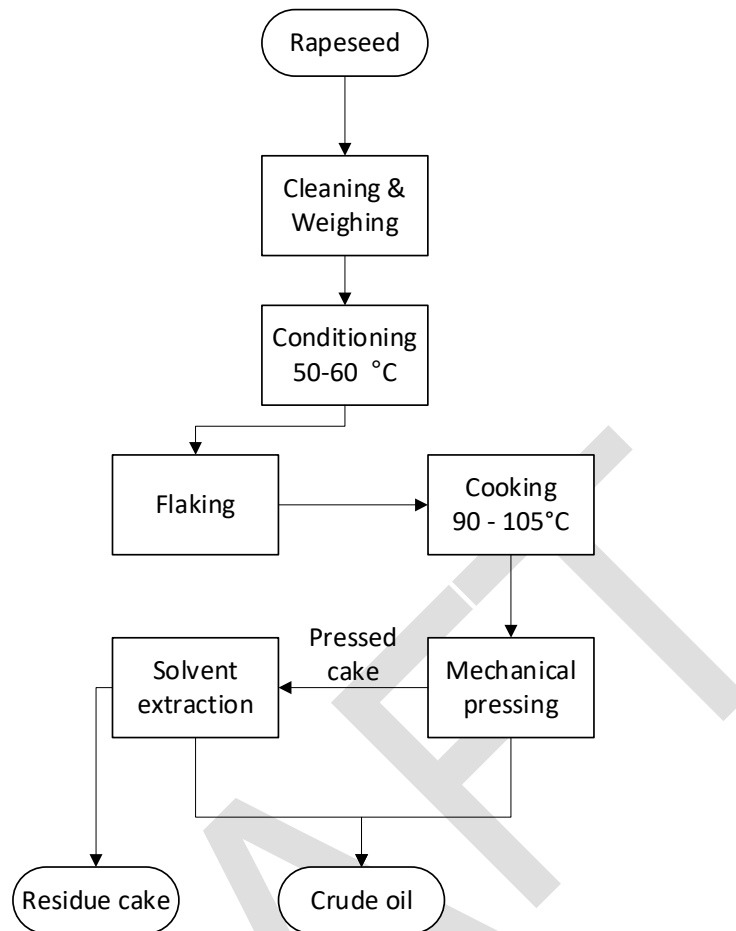 Rapeseed
Cleaning &
Weighing
Conditioning
50-60 °C
Flaking
Cooking
90 - 105°C
Pressed
cake
Solvent
extraction
Mechanical
pressing
Residue cake
Crude oil
AFT